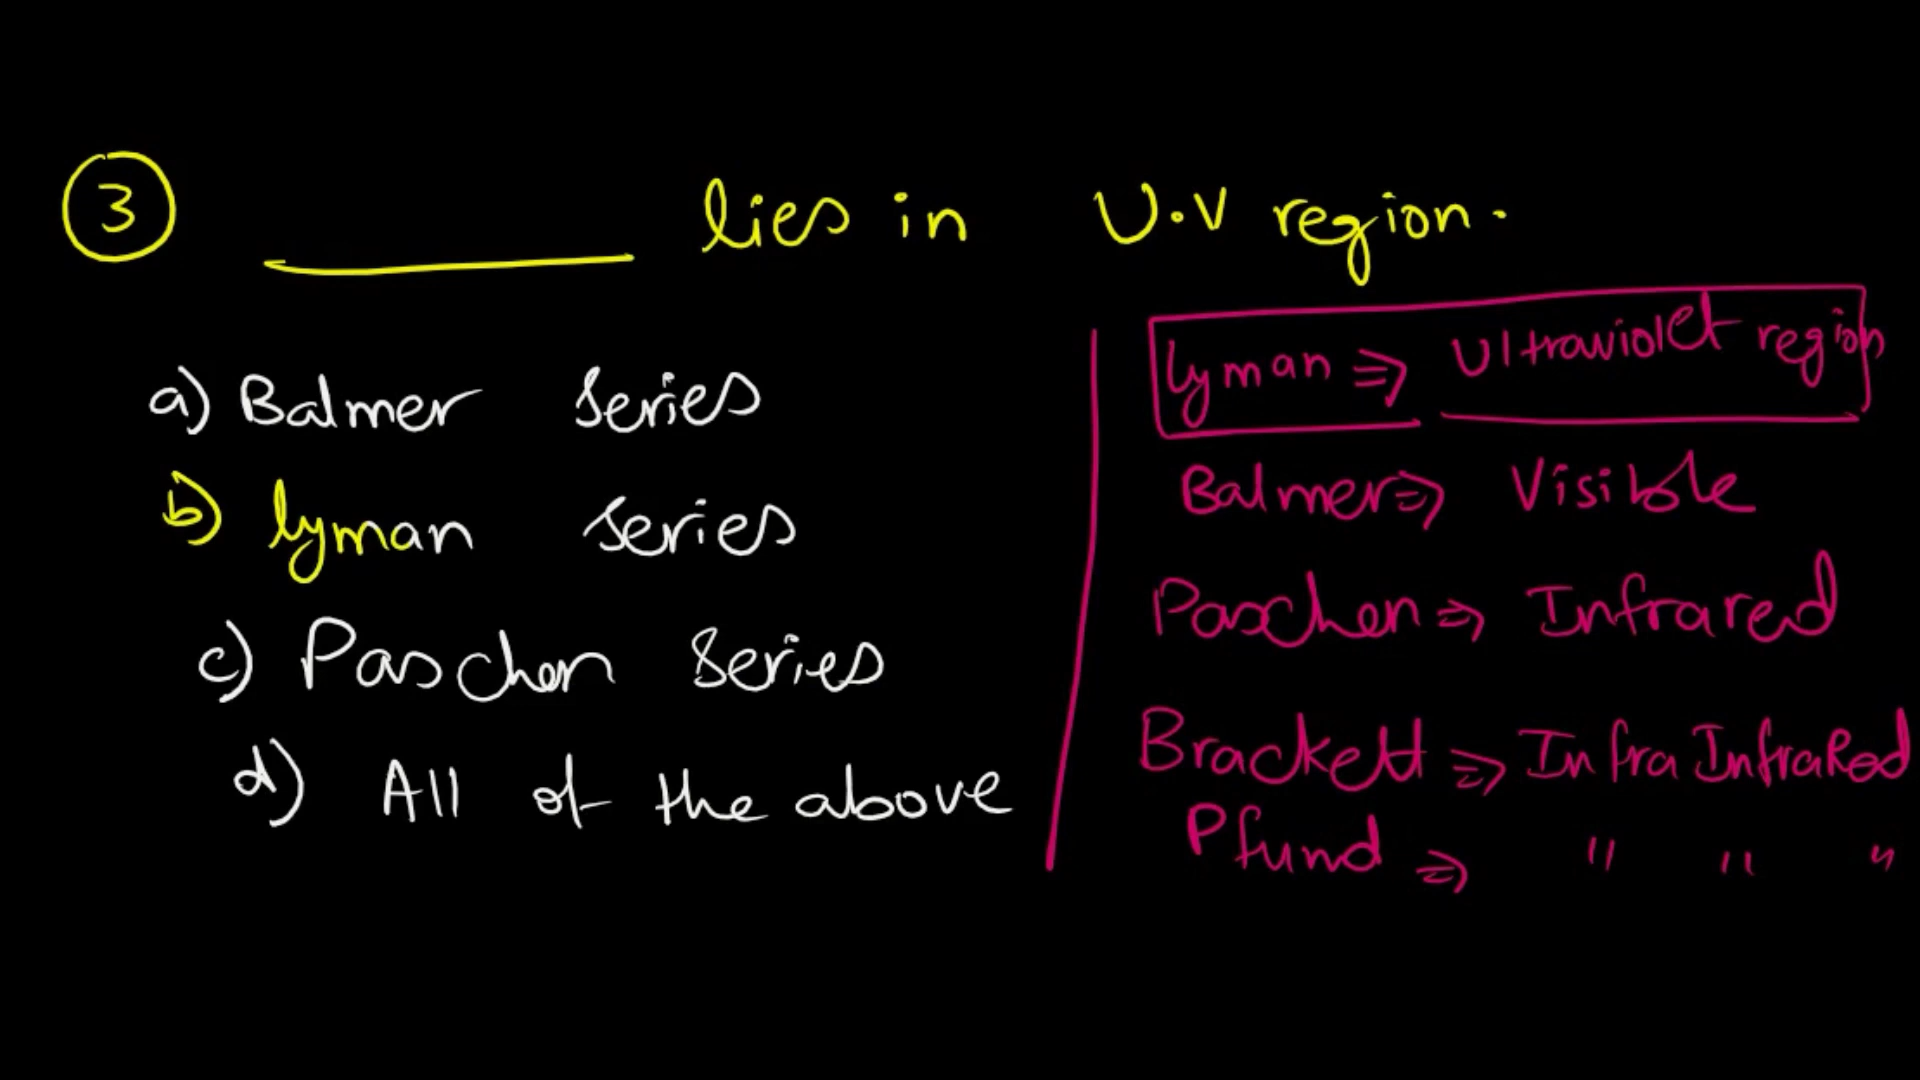 3 ________ lies in U.V region.
a) Balmer series
b) lyman series
c) Paschen series
d) All of the above
lyman ⇒ Ultraviolet region
Balmer ⇒ Visible
Paschen ⇒ Infrared
Brackett ⇒ Infra InfraRed
Pfund ⇒ " " "